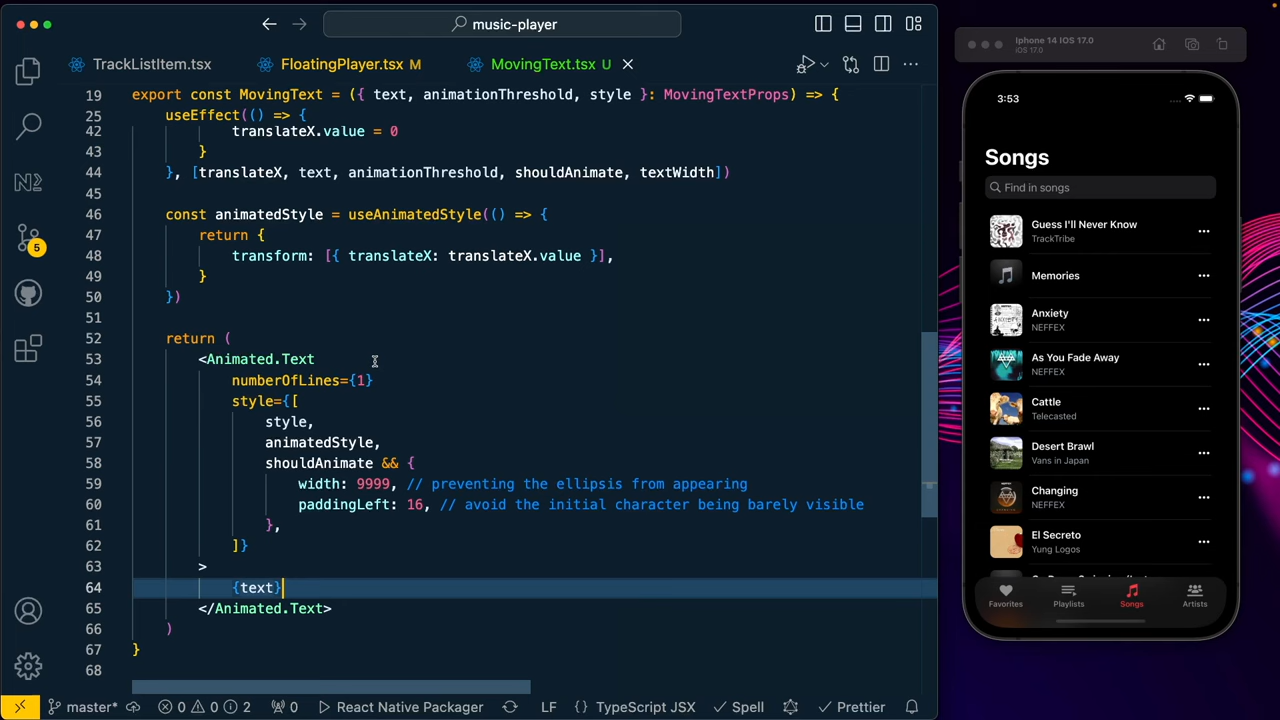 music-player
TrackListItem.tsx
FloatingPlayer.tsx M
MovingText.tsx U
19 export const MovingText = ({ text, animationThreshold, style }: MovingTextProps) => {
25 useEffect(() => {
42 translateX.value = 0
43 }
44 }, [translateX, text, animationThreshold, shouldAnimate, textWidth])
45
46 const animatedStyle = useAnimatedStyle(() => {
47 return {
48 transform: [{ translateX: translateX.value }],
49 }
50 })
51
52 return (
53 <Animated.Text
54 numberOfLines={1}
55 style={[
56 style,
57 animatedStyle,
58 shouldAnimate && {
59 width: 9999, // preventing the ellipsis from appearing
60 paddingLeft: 16, // avoid the initial character being barely visible
61 },
62 ]}
63 >
64 {text}
65 </Animated.Text>
66 )
67 }
68
5
master*
0 0 2
0
React Native Package
LF
{} TypeScript JSX
Spell
Prettier
Iphone 14 IOS 17.0
iOS 17.0
3:53
Songs
Find in songs
Guess I'll Never Know
TrackTribe
Memories
Anxiety
NEFFEX
As You Fade Away
NEFFEX
Cattle
Telecasted
Desert Brawl
Vans in Japan
Changing
NEFFEX
El Secreto
Yung Logos
Favorites
Playlists
Songs
Artists